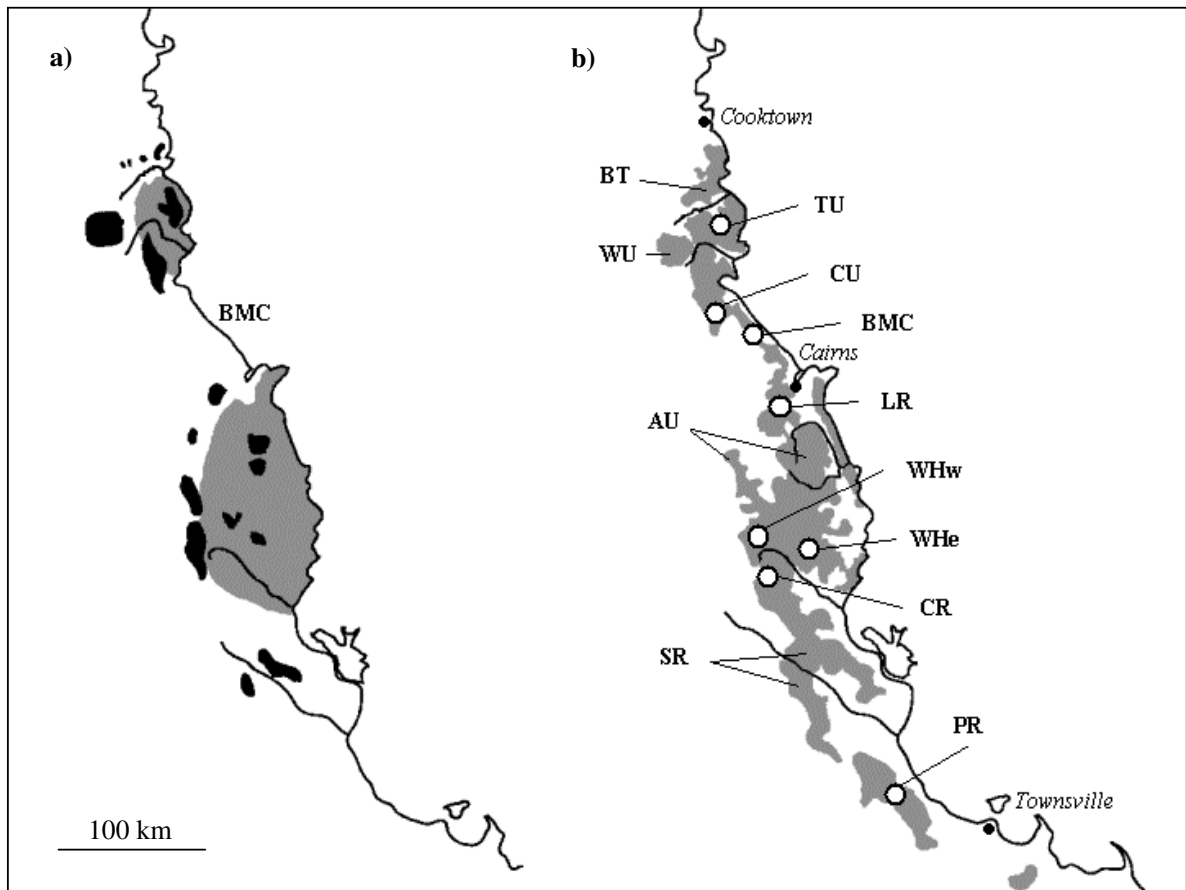 a)
BMC
100 km
b)
Cooktown
BT
TU
WU
CU
BMC
Cairns
LR
AU
WHw
WHe
CR
SR
PR
Townsville